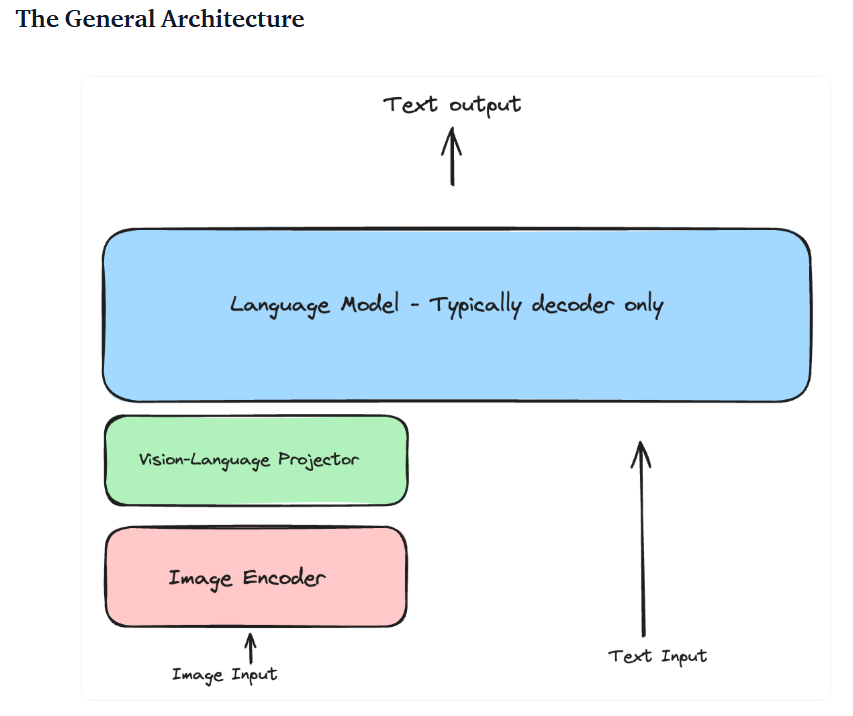 The General Architecture
Text output
Language Model - Typically decoder only
Vision-Language Projector
Image Encoder
Image Input
Text Input